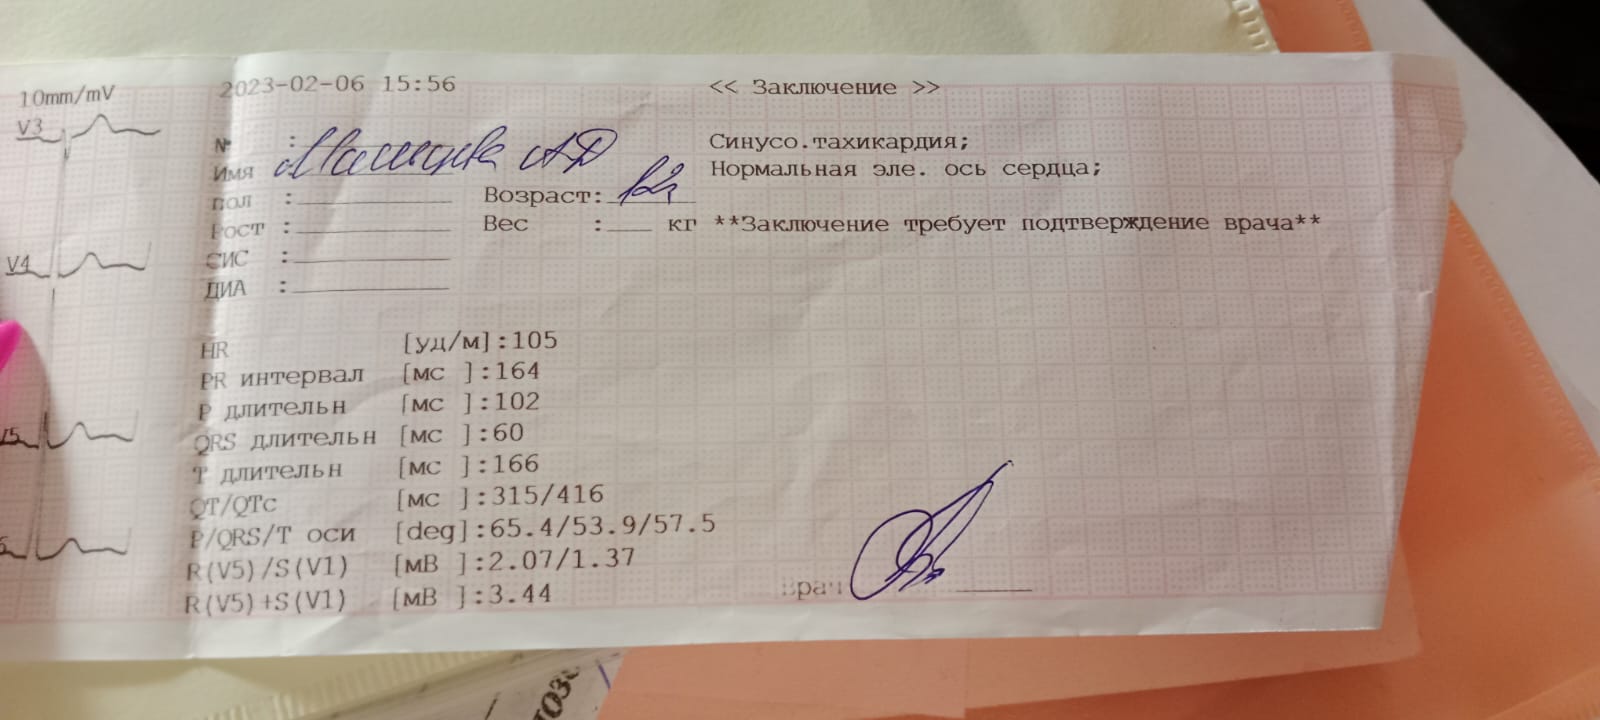 10mm/mV
V3
V4
2023-02-06 15:56
№ :
Имя
пол : Возраст:
Рост : Вес : кг
СИС :
ДИА :
HR [уд/м]:105
PR интервал [мс ]:164
P длительн [мс ]:102
QRS длительн [мс ]:60
T длительн [мс ]:166
QT/QTc [мс ]:315/416
P/QRS/T оси [deg]:65.4/53.9/57.5
R(V5)/S(V1) [мВ ]:2.07/1.37
R(V5)+S(V1) [мВ ]:3.44
<< Заключение >>
Синусо.тахикардия;
Нормальная эле. ось сердца;
**Заключение требует подтверждение врача**
врач